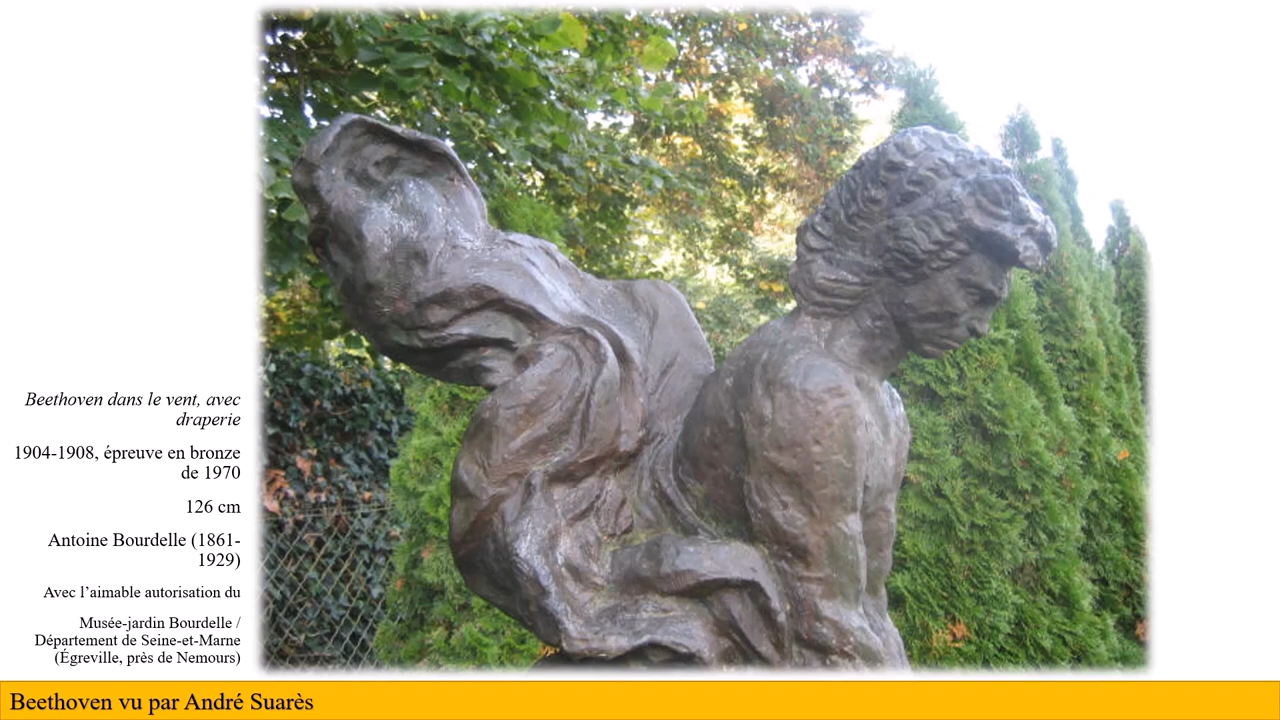 Beethoven dans le vent, avec
draperie
1904-1908, épreuve en bronze
de 1970
126 cm
Antoine Bourdelle (1861-
1929)
Avec l’aimable autorisation du
Musée-jardin Bourdelle /
Département de Seine-et-Marne
(Égreville, près de Nemours)
Beethoven vu par André Suarès